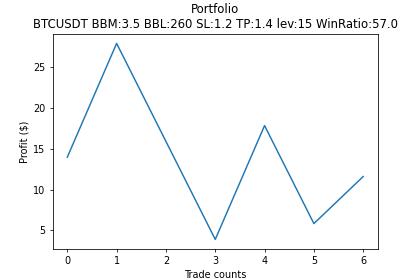 Portfolio
BTCUSDT BBM:3.5 BBL:260 SL:1.2 TP:1.4 lev:15 WinRatio:57.0
25
20
15
10
5
Profit ($)
0 1 2 3 4 5 6
Trade counts